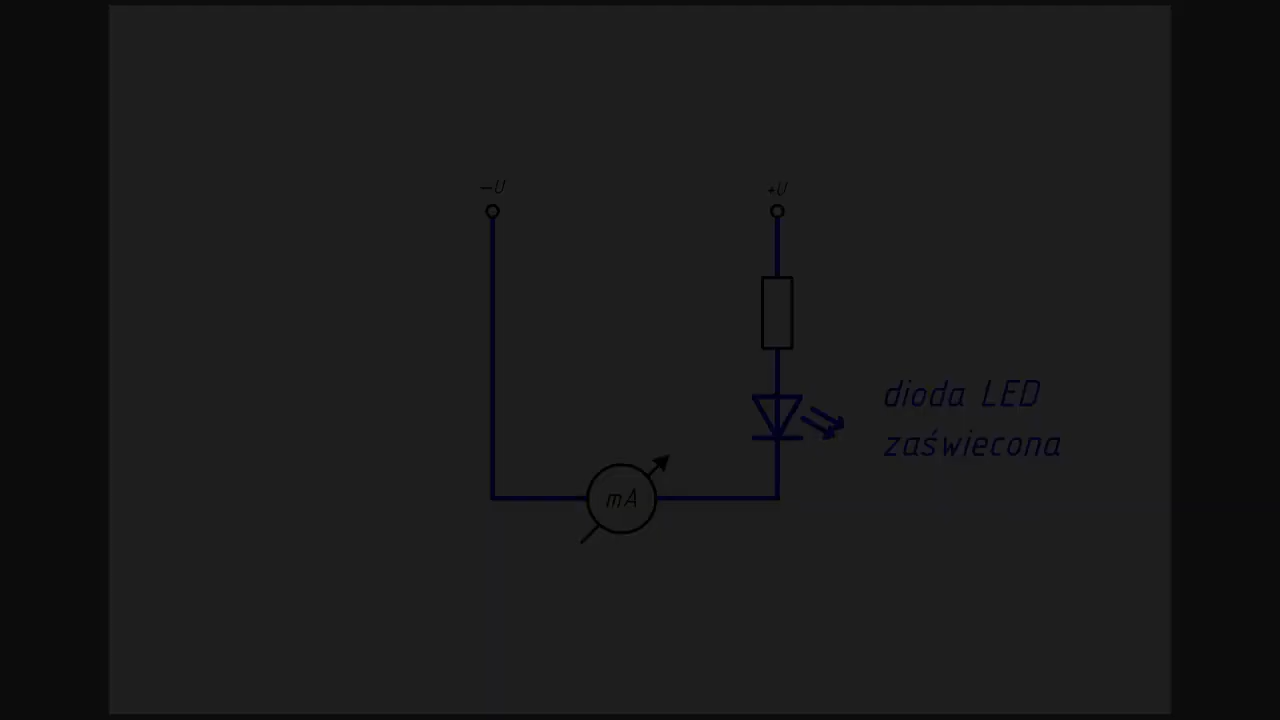 –U
+U
dioda LED
zaświecona
mA